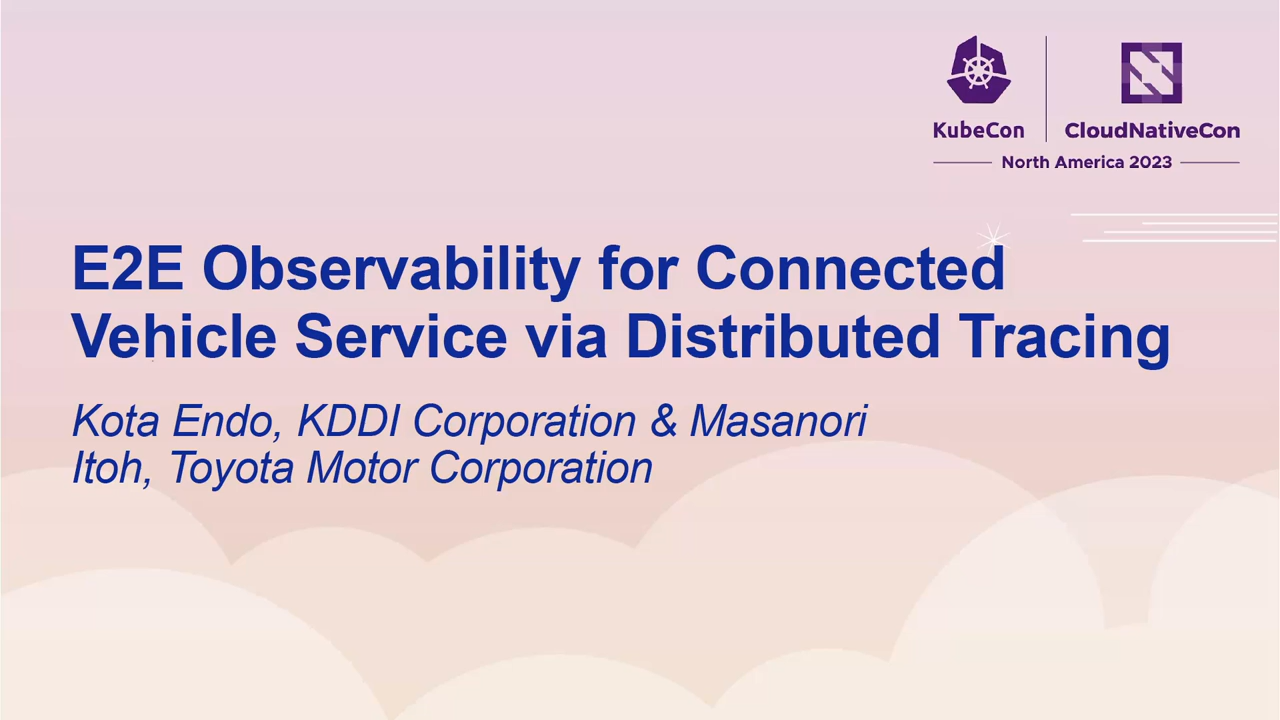 KubeCon
CloudNativeCon
North America 2023
E2E Observability for Connected
Vehicle Service via Distributed Tracing
Kota Endo, KDDI Corporation & Masanori
Itoh, Toyota Motor Corporation